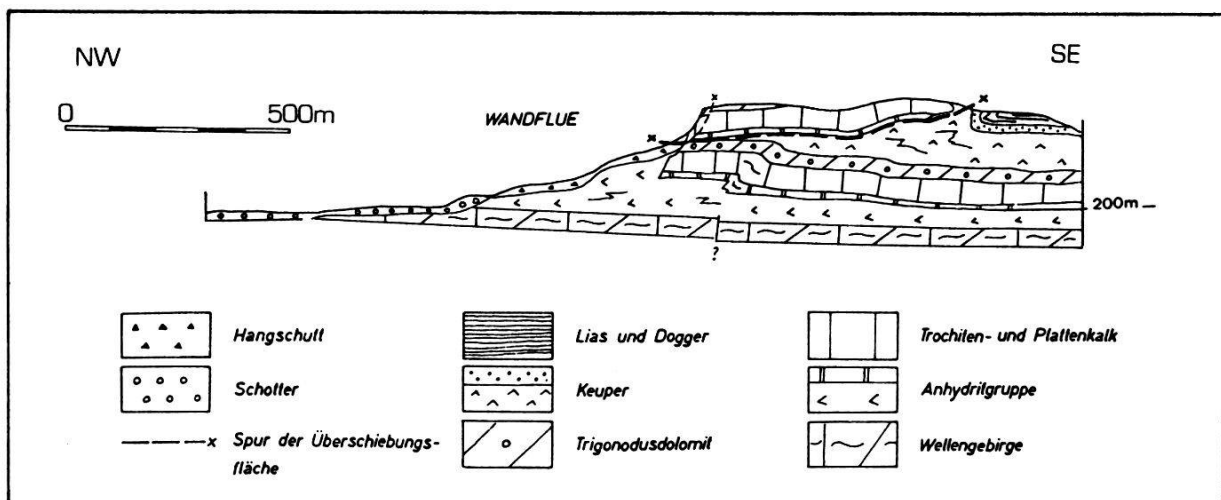 NW
SE
0 500m
WANDFLUE
x
x
x
200m
?
Hangschutt
Lias und Dogger
Trochiten- und Plattenkalk
Schotter
Keuper
Anhydritgruppe
x Spur der Überschiebungs-
fläche
Trigonodusdolomit
Wellengebirge